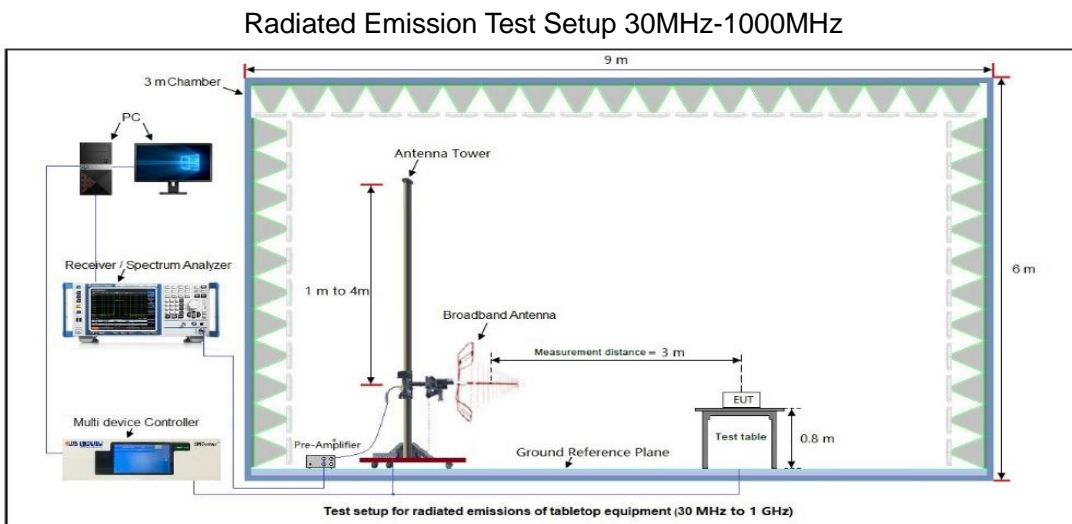 Radiated Emission Test Setup 30MHz-1000MHz
9 m
3 m Chamber
PC
Antenna Tower
Receiver / Spectrum Analyzer
1 m to 4m
6 m
Broadband Antenna
Measurement distance = 3 m
EUT
Multi device Controller
Test table
0.8 m
Pre-Amplifier
Ground Reference Plane
Test setup for radiated emissions of tabletop equipment (30 MHz to 1 GHz)